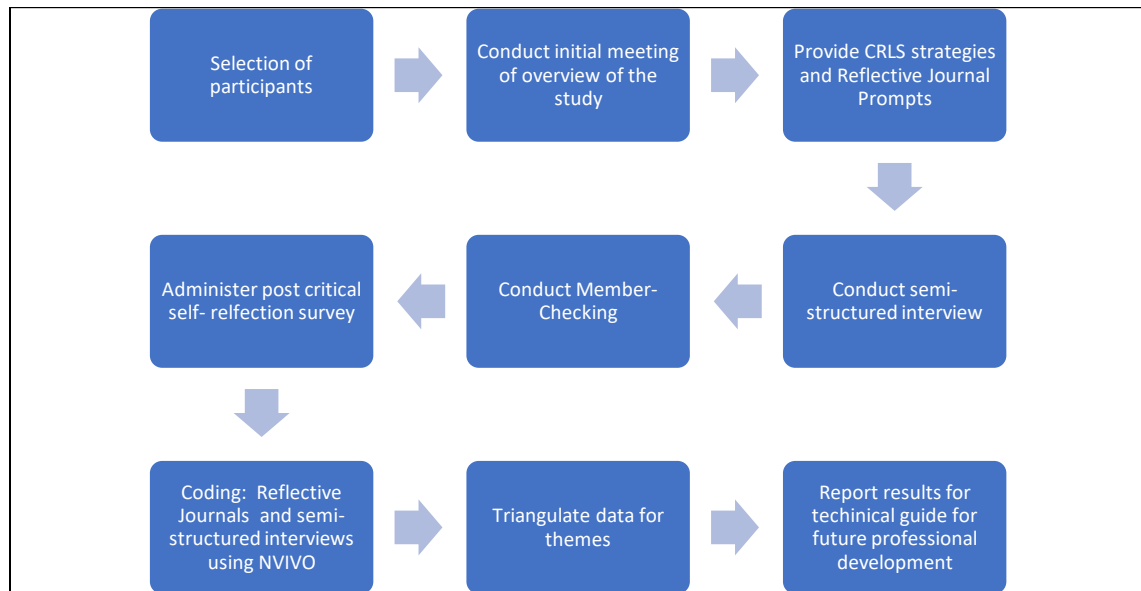 Selection of
participants
Conduct initial meeting
of overview of the
study
Provide CRLS strategies
and Reflective Journal
Prompts
Conduct semi-
structured interview
Conduct Member-
Checking
Administer post critical
self- relfection survey
Coding: Reflective
Journals and semi-
structured interviews
using NVIVO
Triangulate data for
themes
Report results for
techinical guide for
future professional
development